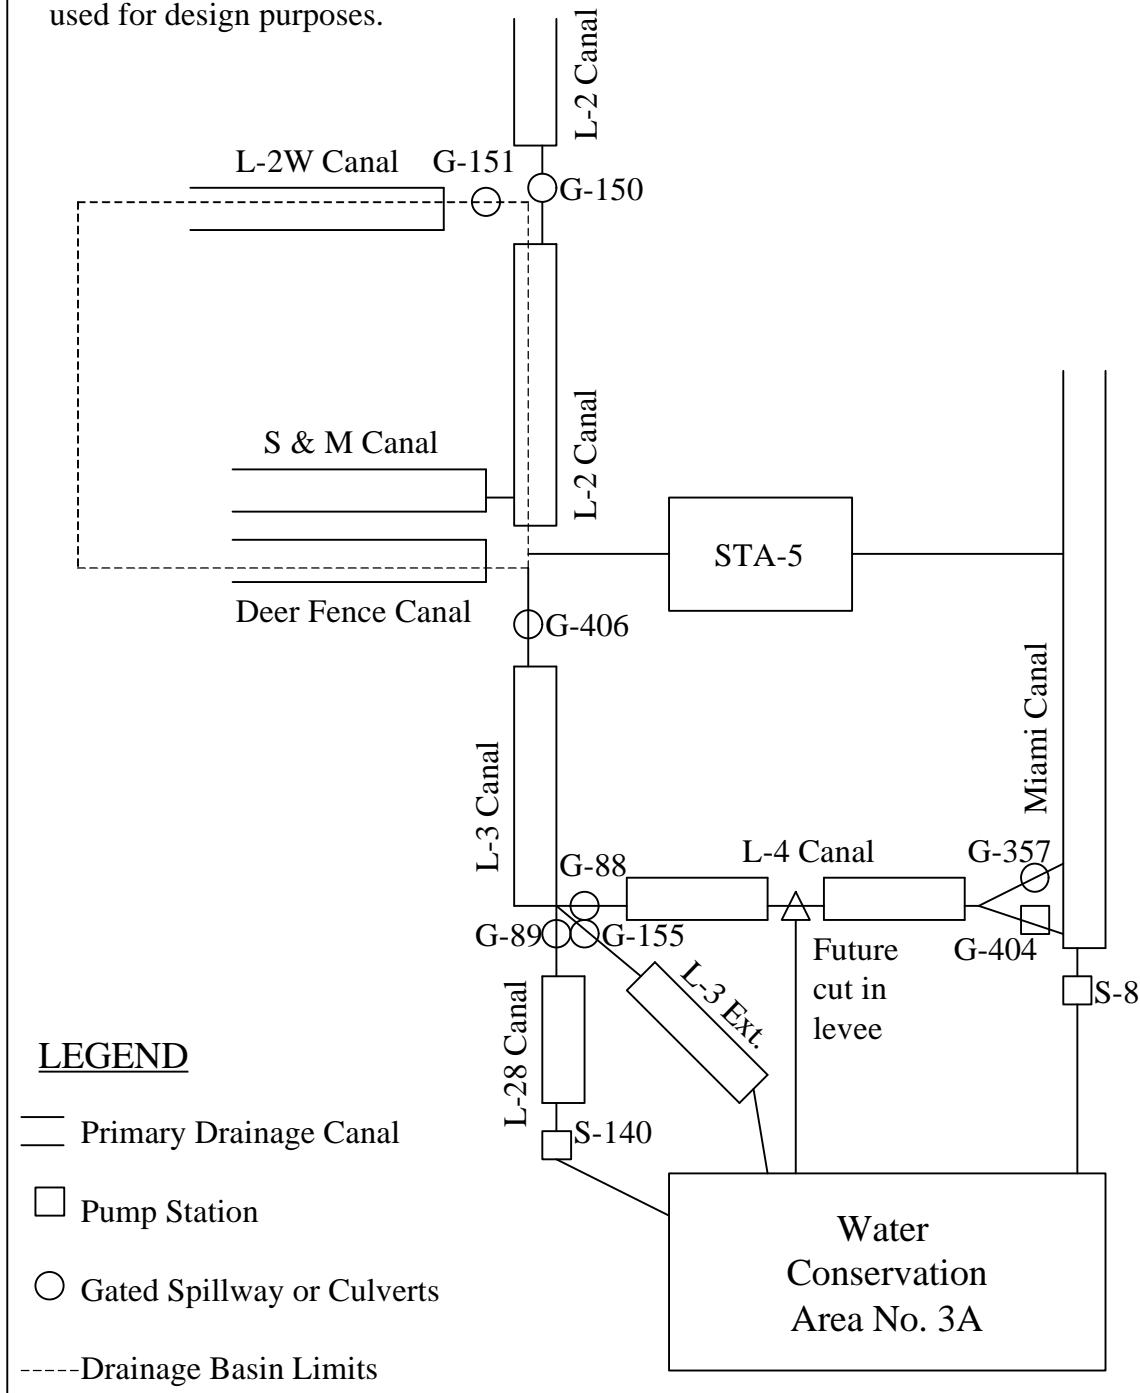 used for design purposes.
L-2 Canal
L-2W Canal
G-151
G-150
S & M Canal
L-2 Canal
STA-5
Deer Fence Canal
G-406
Miami Canal
L-3 Canal
L-4 Canal
G-357
G-88
G-89
G-155
G-404
Future
cut in
levee
S-8
L-3 Ext.
L-28 Canal
S-140
LEGEND
Primary Drainage Canal
Pump Station
Gated Spillway or Culverts
Drainage Basin Limits
Water
Conservation
Area No. 3A